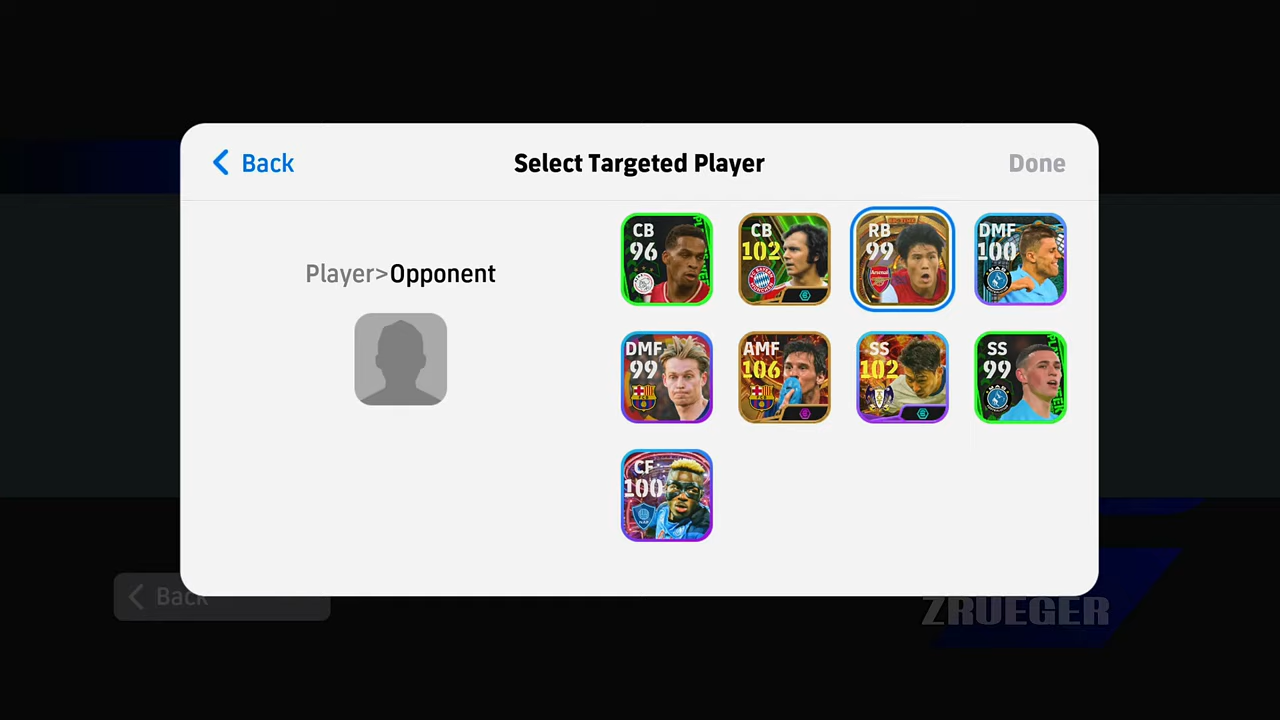 Back
Select Targeted Player
Done
Player>Opponent
CB
96
CB
102
RB
99
Arsenal
DMF
100
DMF
99
AMF
106
SS
102
SS
99
CF
100
Back
ZRUEGER